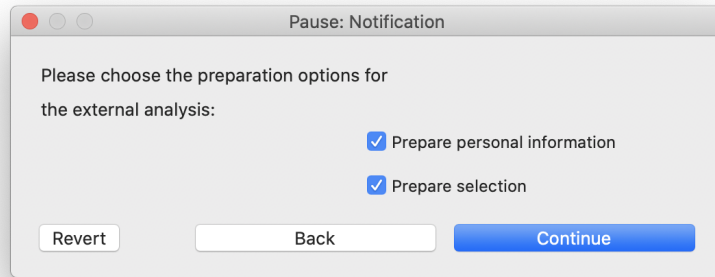 Pause: Notification
Please choose the preparation options for
the external analysis:
Prepare personal information
Prepare selection
Revert
Back
Continue